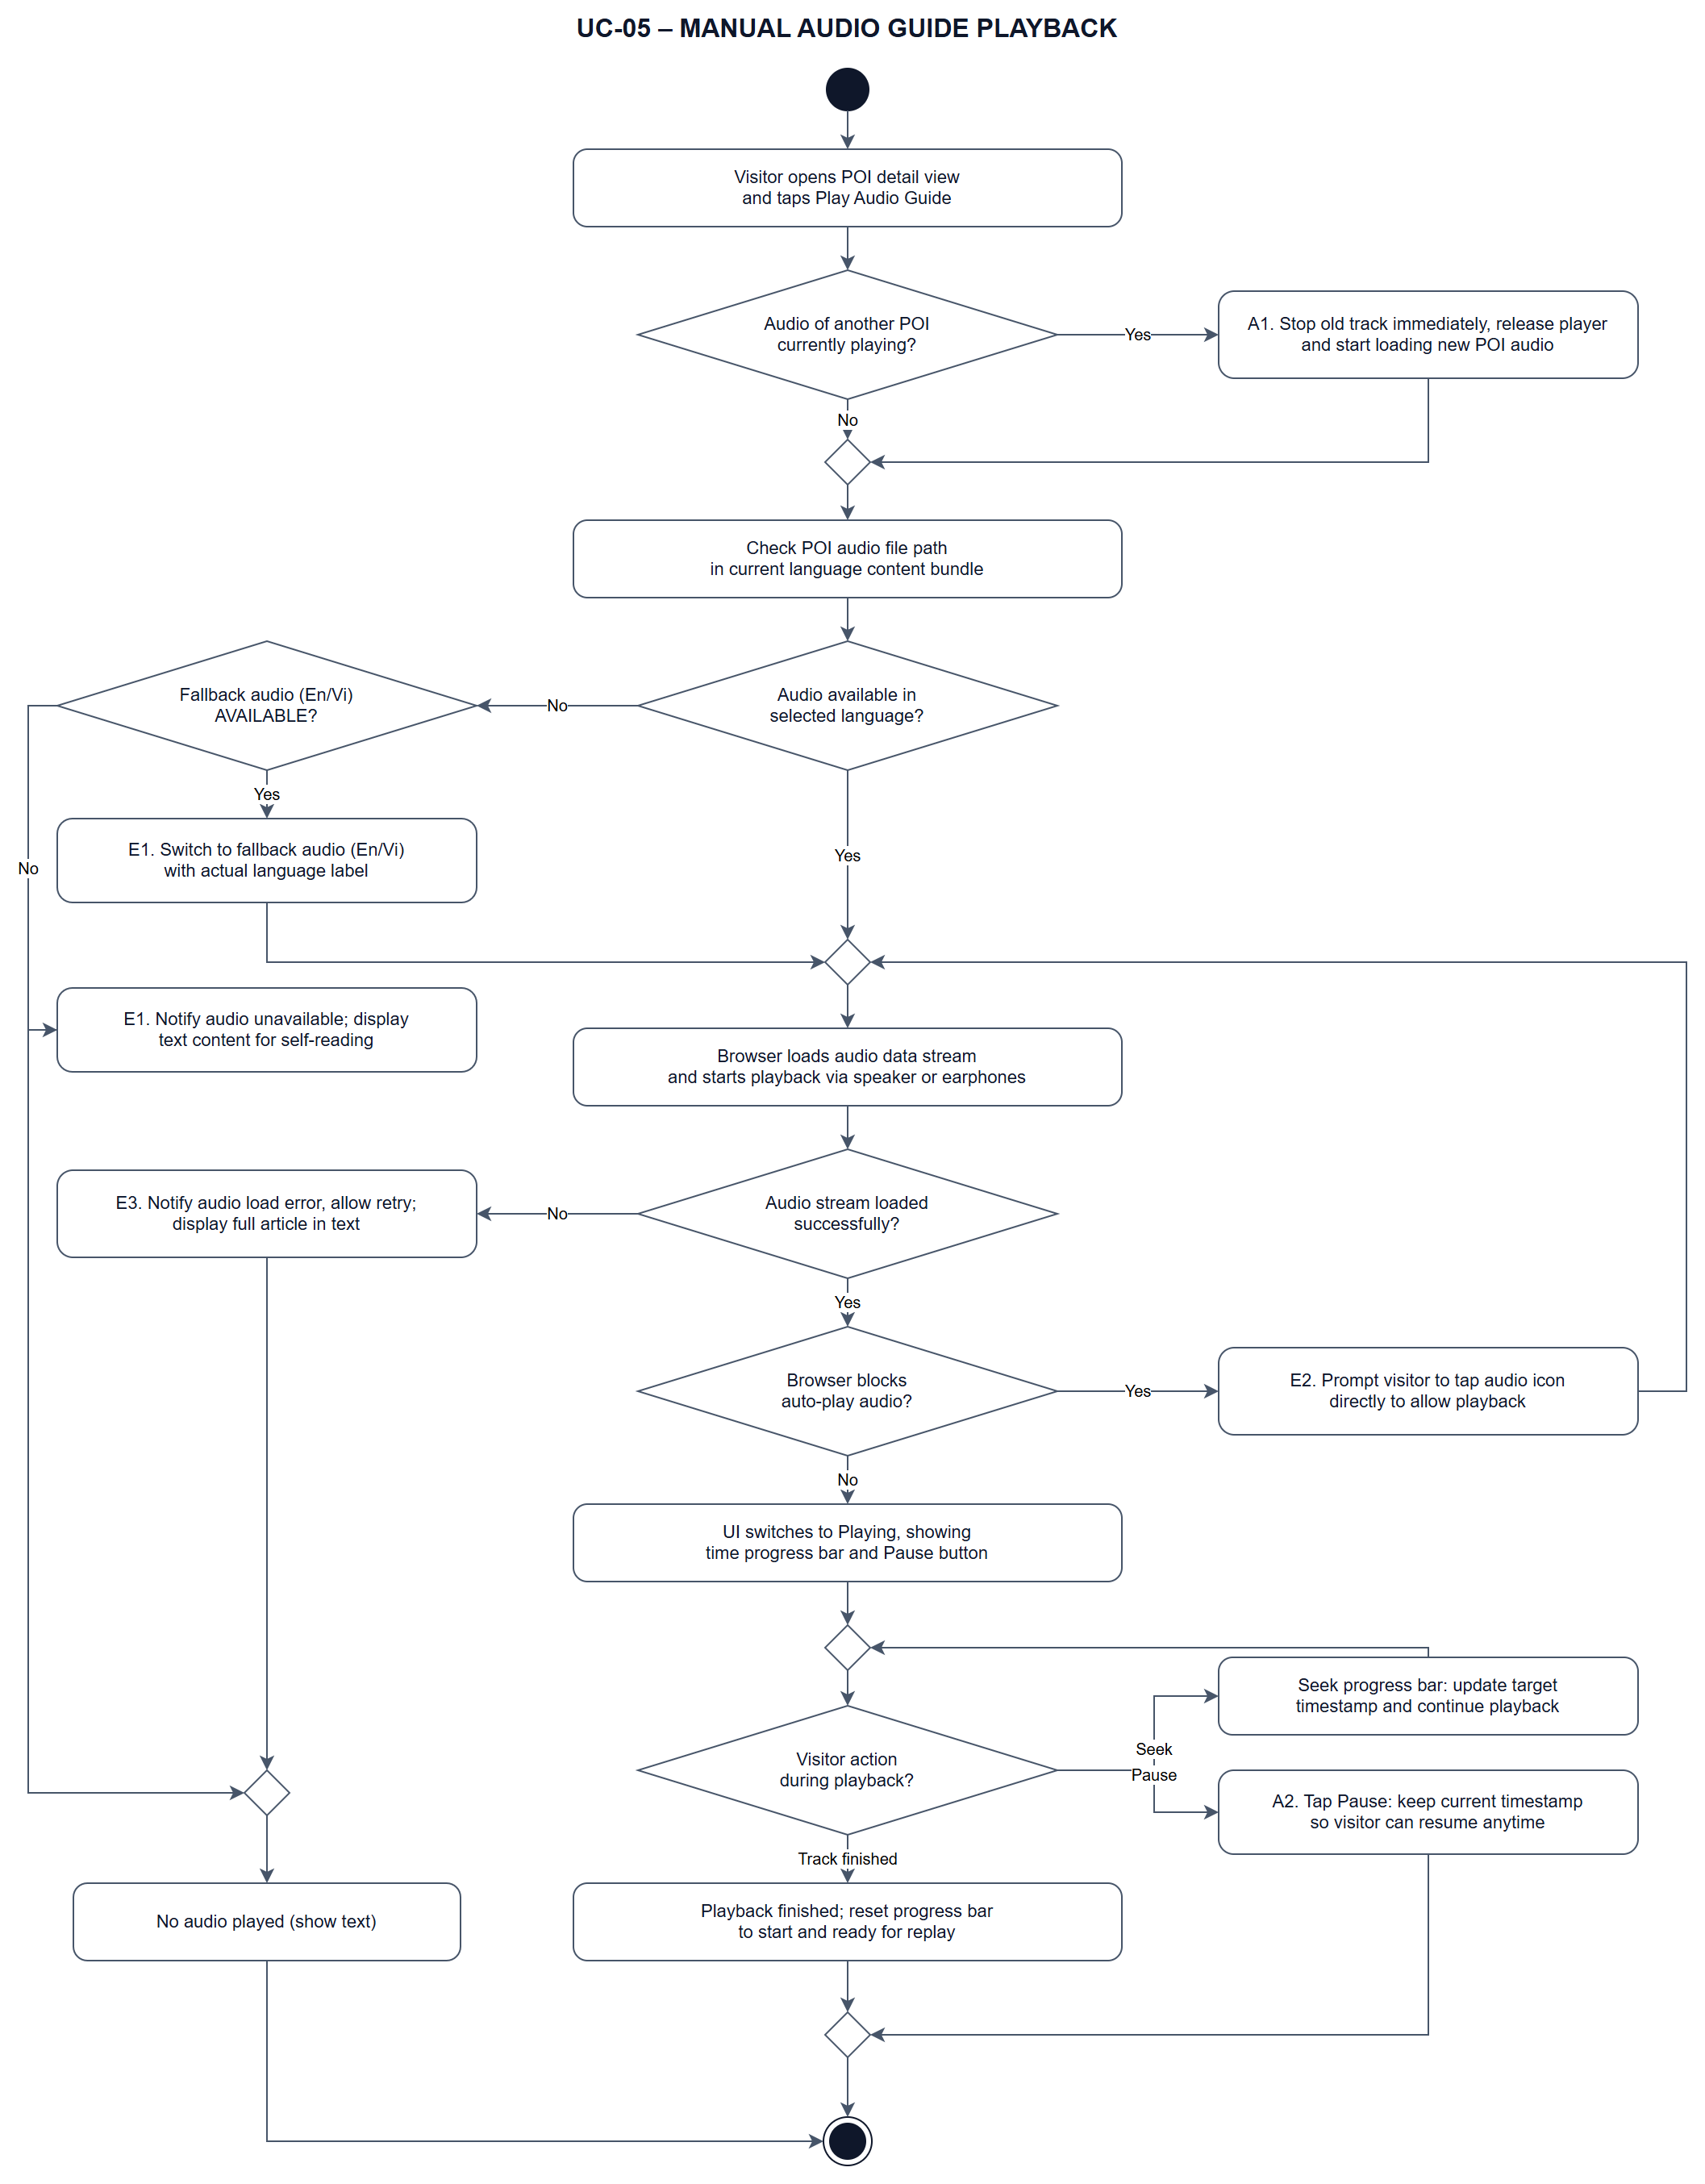 UC-05 – MANUAL AUDIO GUIDE PLAYBACK
Visitor opens POI detail view
and taps Play Audio Guide
Audio of another POI
currently playing?
Yes
A1. Stop old track immediately, release player
and start loading new POI audio
No
Check POI audio file path
in current language content bundle
Fallback audio (En/Vi)
AVAILABLE?
No
Audio available in
selected language?
Yes
E1. Switch to fallback audio (En/Vi)
with actual language label
No
Yes
E1. Notify audio unavailable; display
text content for self-reading
Browser loads audio data stream
and starts playback via speaker or earphones
E3. Notify audio load error, allow retry;
display full article in text
No
Audio stream loaded
successfully?
Yes
Browser blocks
auto-play audio?
Yes
E2. Prompt visitor to tap audio icon
directly to allow playback
No
UI switches to Playing, showing
time progress bar and Pause button
Seek progress bar: update target
timestamp and continue playback
Visitor action
during playback?
Seek
Pause
A2. Tap Pause: keep current timestamp
so visitor can resume anytime
Track finished
No audio played (show text)
Playback finished; reset progress bar
to start and ready for replay